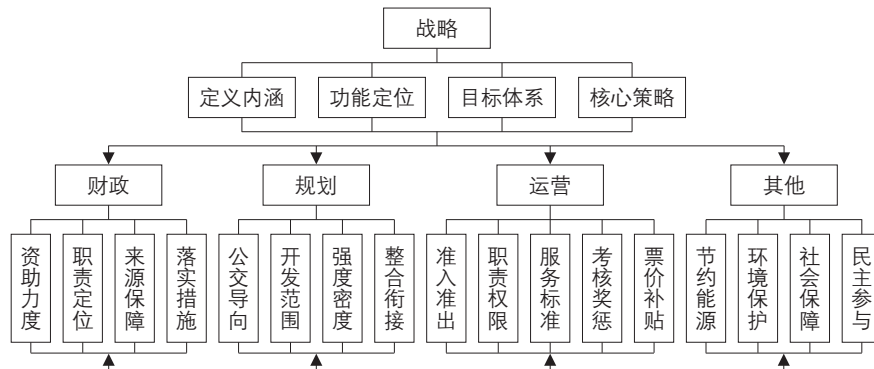 战略
定义内涵
功能定位
目标体系
核心策略
财政
规划
运营
其他
资助力度
职责定位
来源保障
落实措施
公交导向
开发范围
强度密度
整合衔接
准入准出
职责权限
服务标准
考核奖惩
票价补贴
节约能源
环境保护
社会保障
民主参与